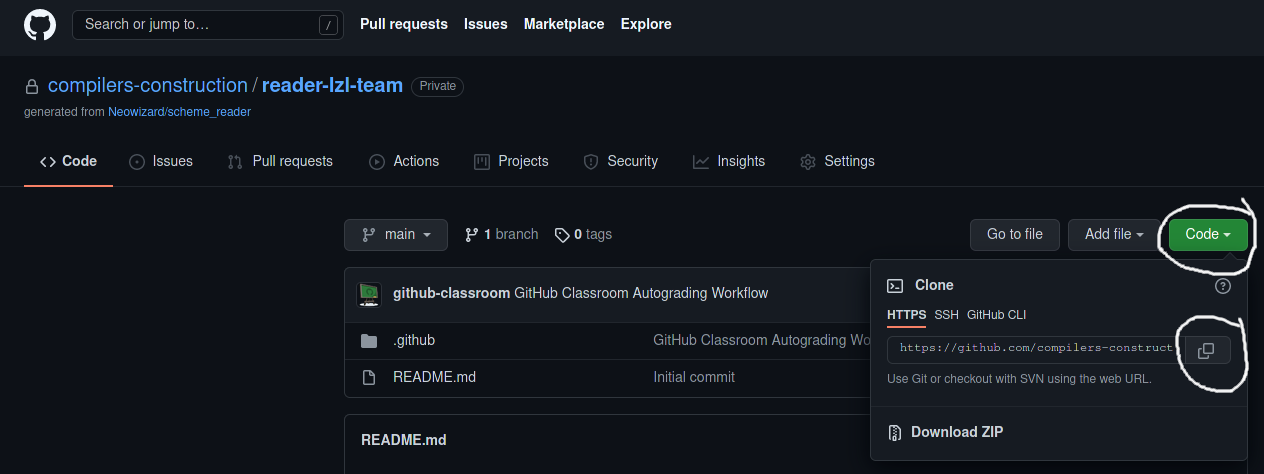 Search or jump to… /
Pull requests Issues Marketplace Explore
compilers-construction / reader-lzl-team Private
generated from Neowizard/scheme_reader
Code Issues Pull requests Actions Projects Security Insights Settings
main 1 branch 0 tags Go to file Add file Code
github-classroom GitHub Classroom Autograding Workflow
.github GitHub Classroom Autograding Wo
README.md Initial commit
README.md
Clone ?
HTTPS SSH GitHub CLI
https://github.com/compilers-construct
Use Git or checkout with SVN using the web URL.
Download ZIP